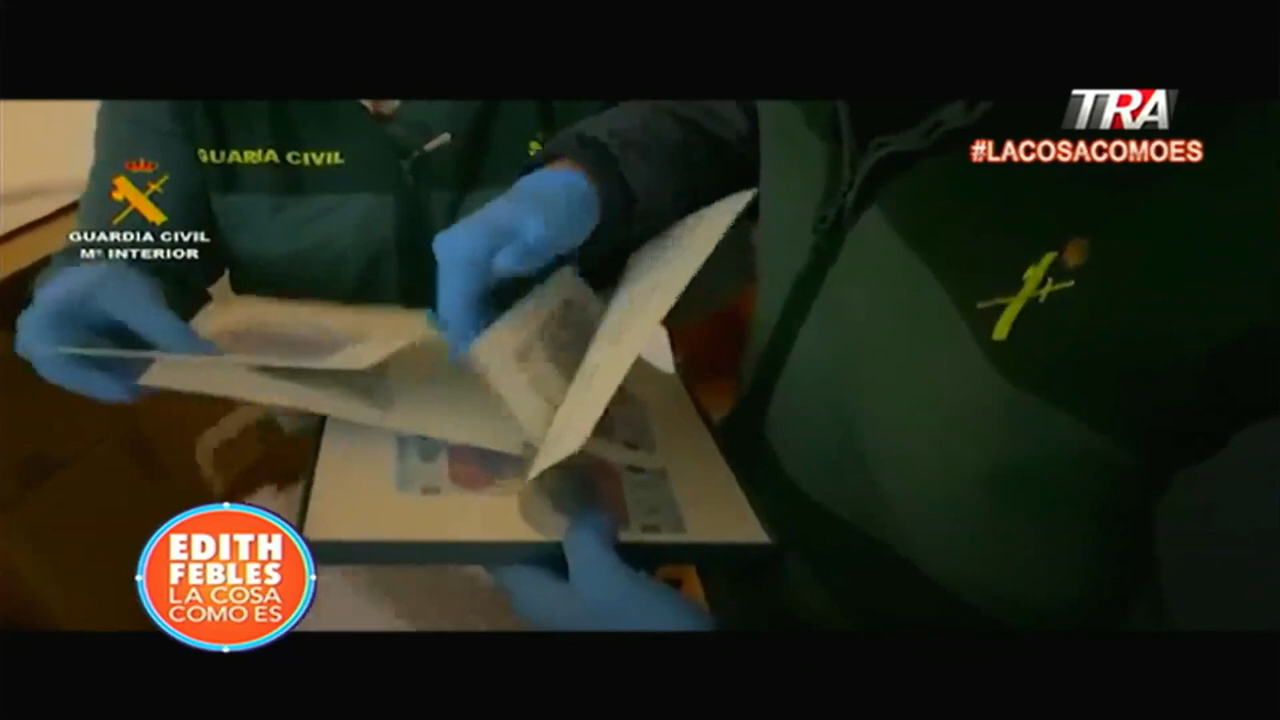 TRA
#LACOSACOMOES
GUARDIA CIVIL
GUARDIA CIVIL
Mº INTERIOR
EDITH
FEBLES
LA COSA
COMO ES